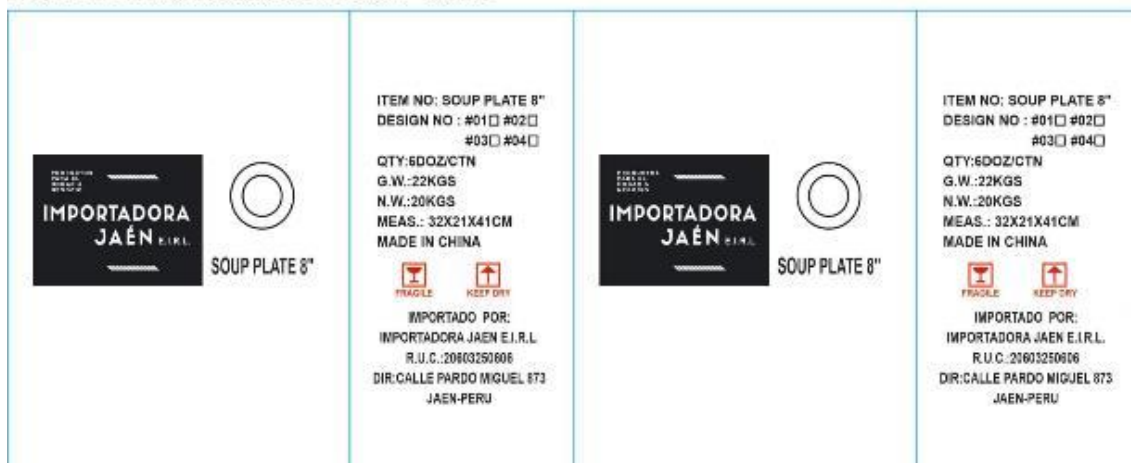 IMPORTADORA
JAÉN E.I.R.L.
SOUP PLATE 8"
ITEM NO: SOUP PLATE 8"
DESIGN NO : #01□ #02□
#03□ #04□
QTY:6DOZ/CTN
G.W.:22KGS
N.W.:20KGS
MEAS.: 32X21X41CM
MADE IN CHINA
FRAGILE KEEP DRY
IMPORTADO POR:
IMPORTADORA JAEN E.I.R.L
R.U.C.:20603250606
DIR:CALLE PARDO MIGUEL 873
JAEN-PERU
IMPORTADORA
JAÉN E.I.R.L.
SOUP PLATE 8"
ITEM NO: SOUP PLATE 8"
DESIGN NO : #01□ #02□
#03□ #04□
QTY:6DOZ/CTN
G.W.:22KGS
N.W.:20KGS
MEAS.: 32X21X41CM
MADE IN CHINA
FRAGILE KEEP DRY
IMPORTADO POR:
IMPORTADORA JAEN E.I.R.L.
R.U.C.:20603250606
DIR:CALLE PARDO MIGUEL 873
JAEN-PERU